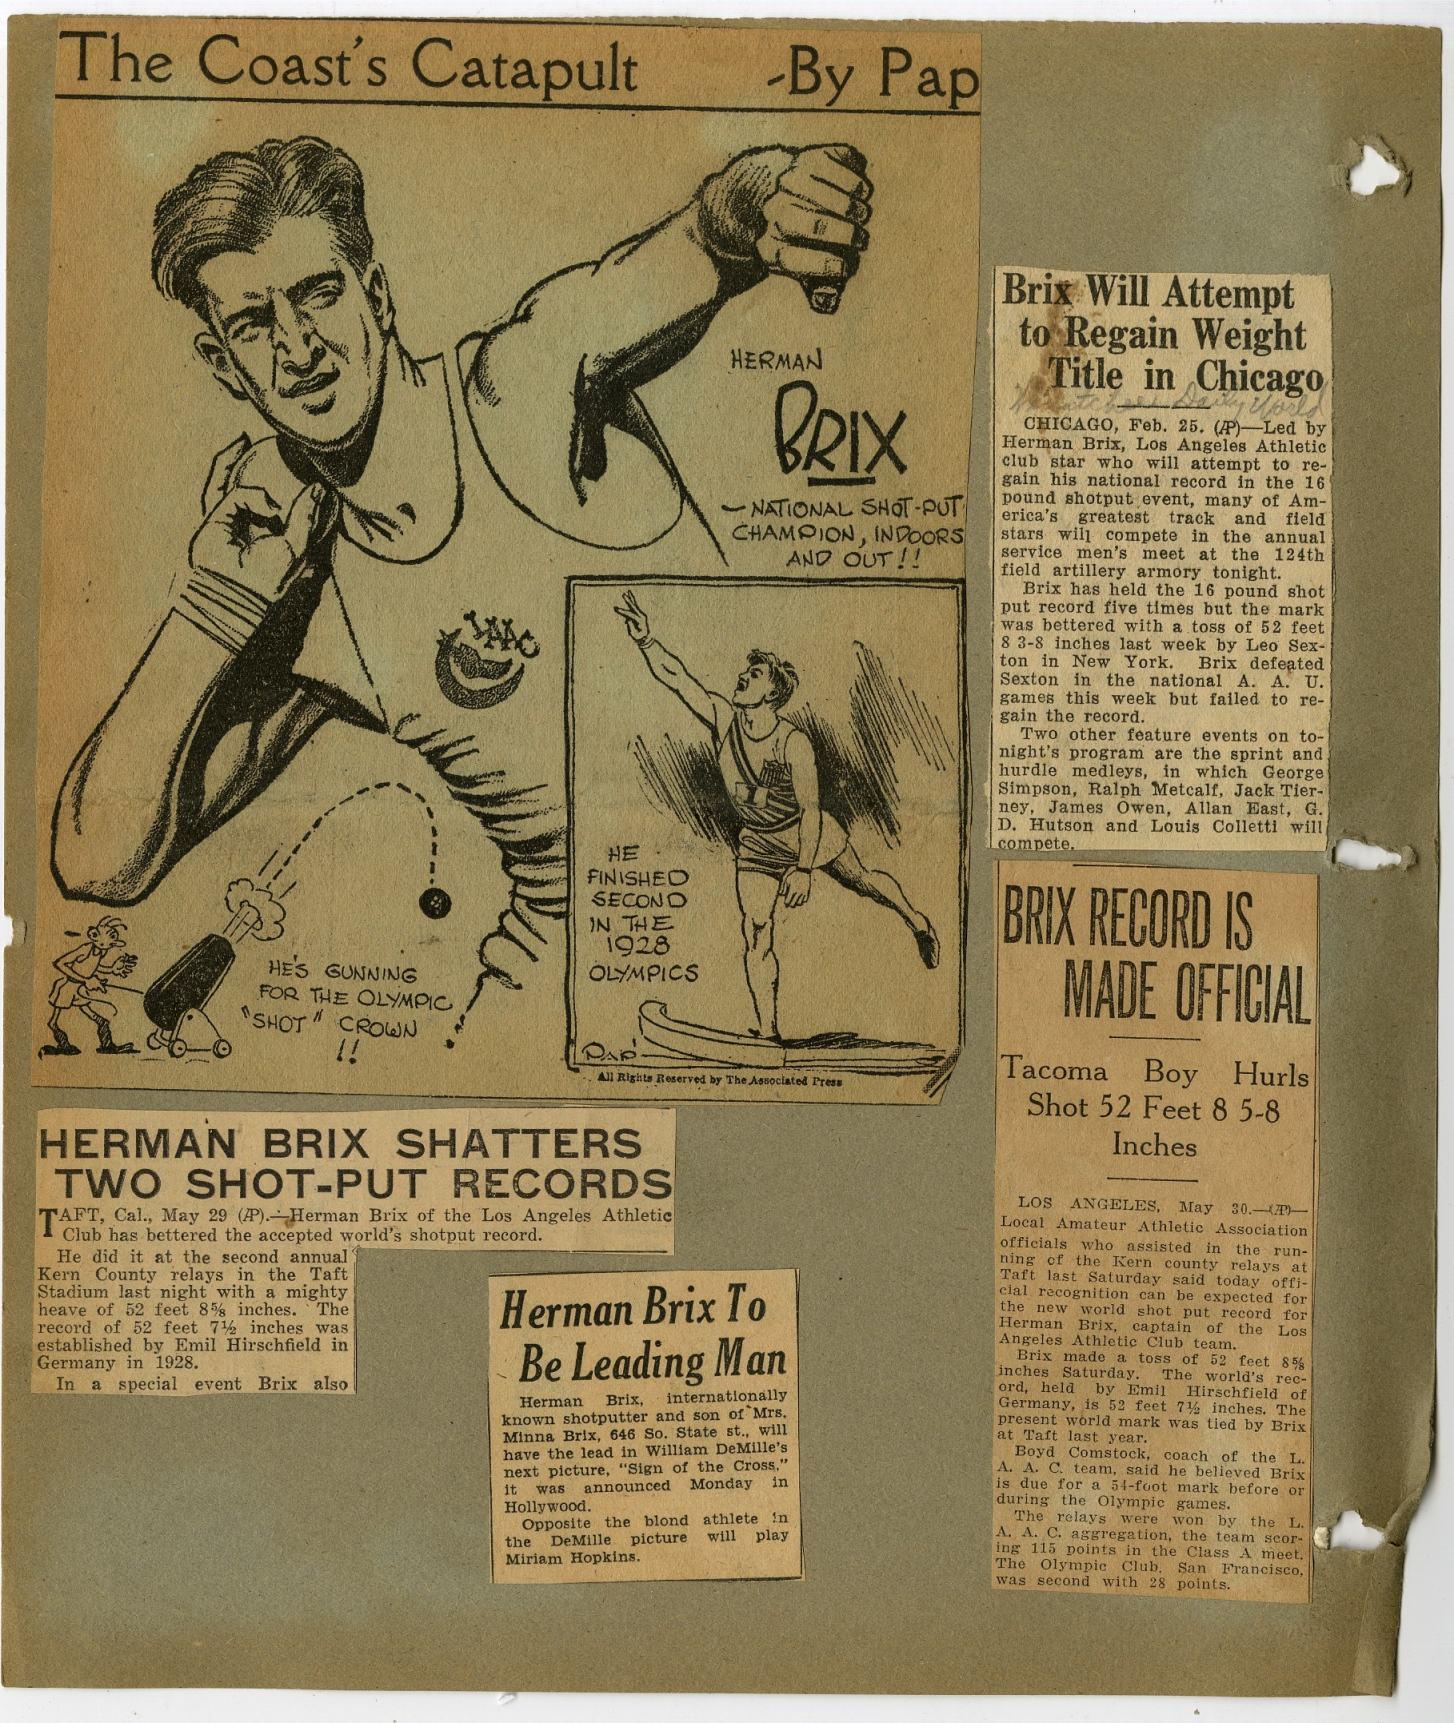 The Coast's Catapult -By Pap
HERMAN
BRIX
- NATIONAL SHOT-PUT
CHAMPION, INDOORS
AND OUT!!
LAAC
HE
FINISHED
SECOND
IN THE
1928
OLYMPICS
HE'S GUNNING
FOR THE OLYMPIC
"SHOT" CROWN
!!
PAP
All Rights Reserved by The Associated Press
Brix Will Attempt
to Regain Weight
Title in Chicago
Daily World
CHICAGO, Feb. 25. (AP)—Led by
Herman Brix, Los Angeles Athletic
club star who will attempt to re-
gain his national record in the 16
pound shotput event, many of Am-
erica's greatest track and field
stars will compete in the annual
service men's meet at the 124th
field artillery armory tonight.
Brix has held the 16 pound shot
put record five times but the mark
was bettered with a toss of 52 feet
8 3-8 inches last week by Leo Sex-
ton in New York. Brix defeated
Sexton in the national A. A. U.
games this week but failed to re-
gain the record.
Two other feature events on to-
night's program are the sprint and
hurdle medleys, in which George
Simpson, Ralph Metcalf, Jack Tier-
ney, James Owen, Allan East, G.
D. Hutson and Louis Colletti will
compete.
BRIX RECORD IS
MADE OFFICIAL
Tacoma Boy Hurls
Shot 52 Feet 8 5-8
Inches
LOS ANGELES, May 30.—(AP)—
Local Amateur Athletic Association
officials who assisted in the run-
ning of the Kern county relays at
Taft last Saturday said today offi-
cial recognition can be expected for
the new world shot put record for
Herman Brix, captain of the Los
Angeles Athletic Club team.
Brix made a toss of 52 feet 8⅝
inches Saturday. The world's rec-
ord, held by Emil Hirschfield of
Germany, is 52 feet 7½ inches. The
present world mark was tied by Brix
at Taft last year.
Boyd Comstock, coach of the L.
A. A. C. team, said he believed Brix
is due for a 54-foot mark before or
during the Olympic games.
The relays were won by the L.
A. A. C. aggregation, the team scor-
ing 115 points in the Class A meet.
The Olympic Club, San Francisco,
was second with 28 points.
HERMAN BRIX SHATTERS
TWO SHOT-PUT RECORDS
TAFT, Cal., May 29 (AP).—Herman Brix of the Los Angeles Athletic
Club has bettered the accepted world's shotput record.
He did it at the second annual
Kern County relays in the Taft
Stadium last night with a mighty
heave of 52 feet 8⅝ inches. The
record of 52 feet 7½ inches was
established by Emil Hirschfield in
Germany in 1928.
In a special event Brix also
Herman Brix To
Be Leading Man
Herman Brix, internationally
known shotputter and son of Mrs.
Minna Brix, 646 So. State st., will
have the lead in William DeMille's
next picture, "Sign of the Cross,"
it was announced Monday in
Hollywood.
Opposite the blond athlete in
the DeMille picture will play
Miriam Hopkins.